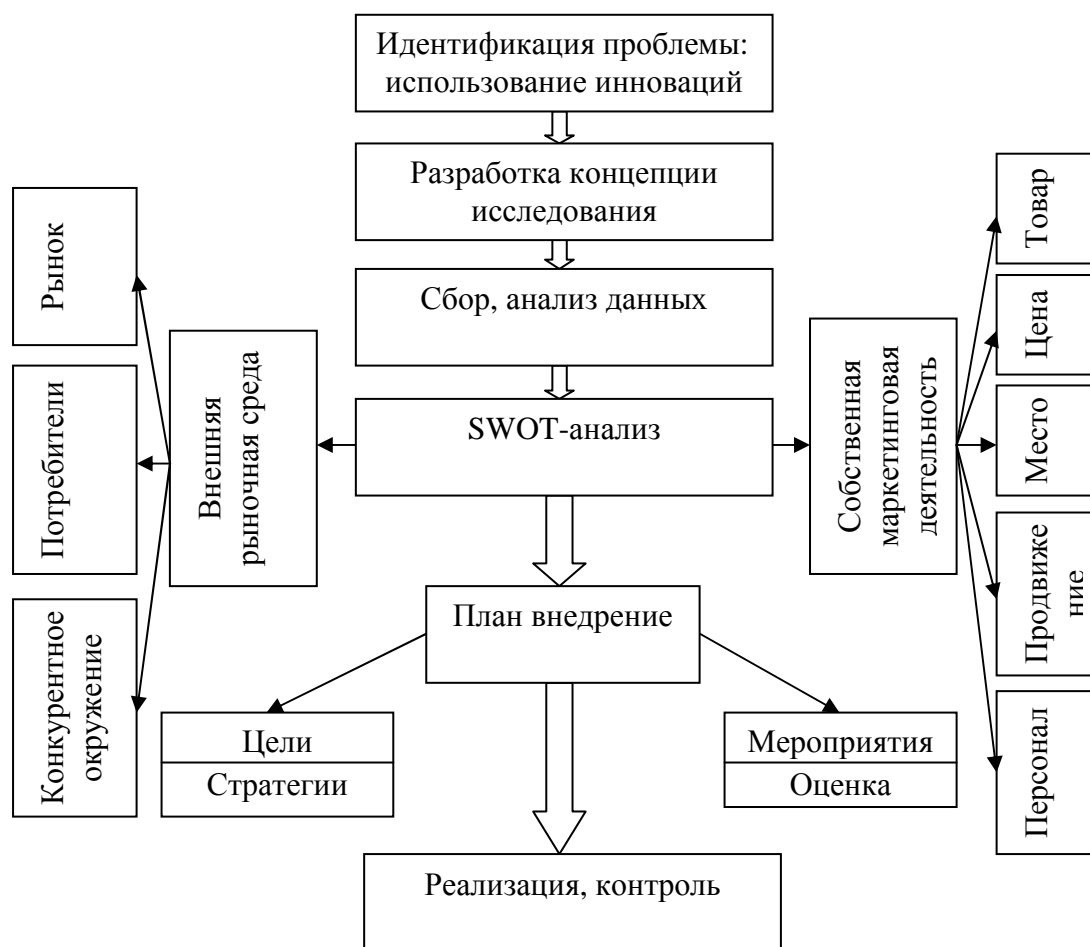 Идентификация проблемы:
использование инноваций
Разработка концепции
исследования
Сбор, анализ данных
SWOT-анализ
Внешняя
рыночная среда
Рынок
Потребители
Конкурентное
окружение
Собственная
маркетинговая
деятельность
Товар
Цена
Место
Продвиже
ние
Персонал
План внедрение
Цели
Стратегии
Мероприятия
Оценка
Реализация, контроль